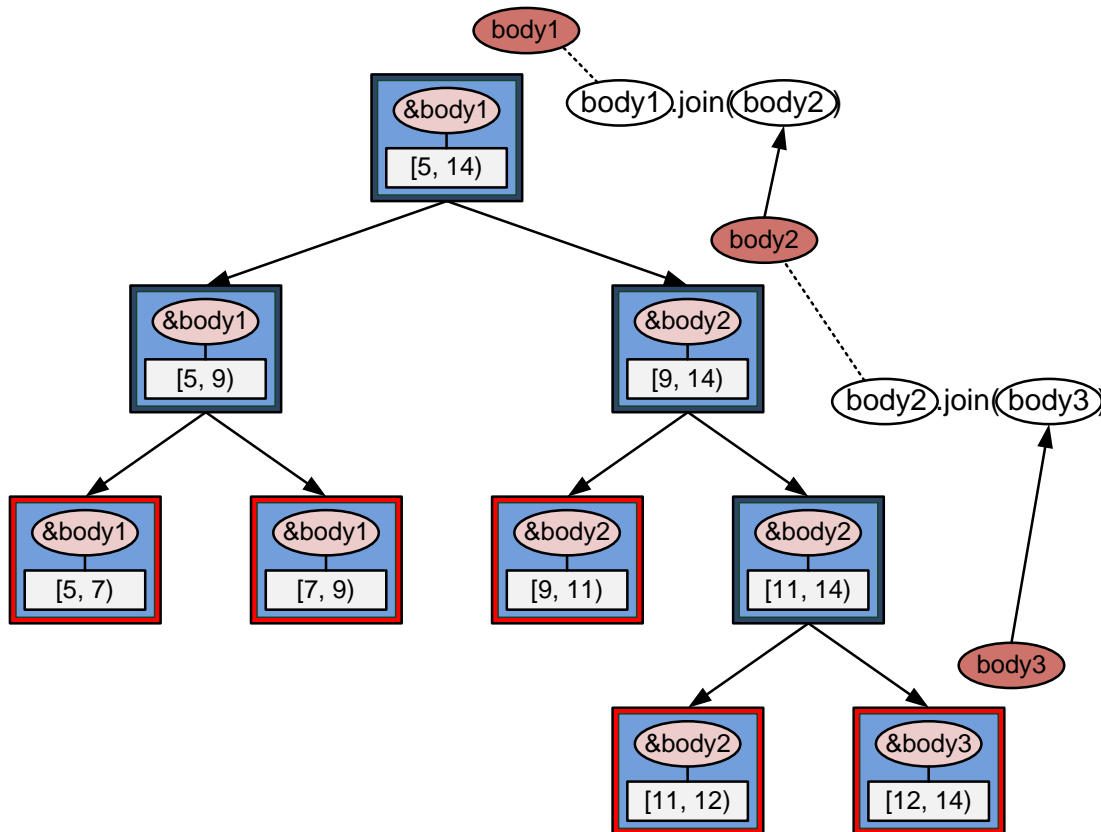 body1
body1.join(body2)
&body1
[5, 14)
body2
&body1
[5, 9)
&body2
[9, 14)
body2.join(body3)
&body1
[5, 7)
&body1
[7, 9)
&body2
[9, 11)
&body2
[11, 14)
body3
&body2
[11, 12)
&body3
[12, 14)